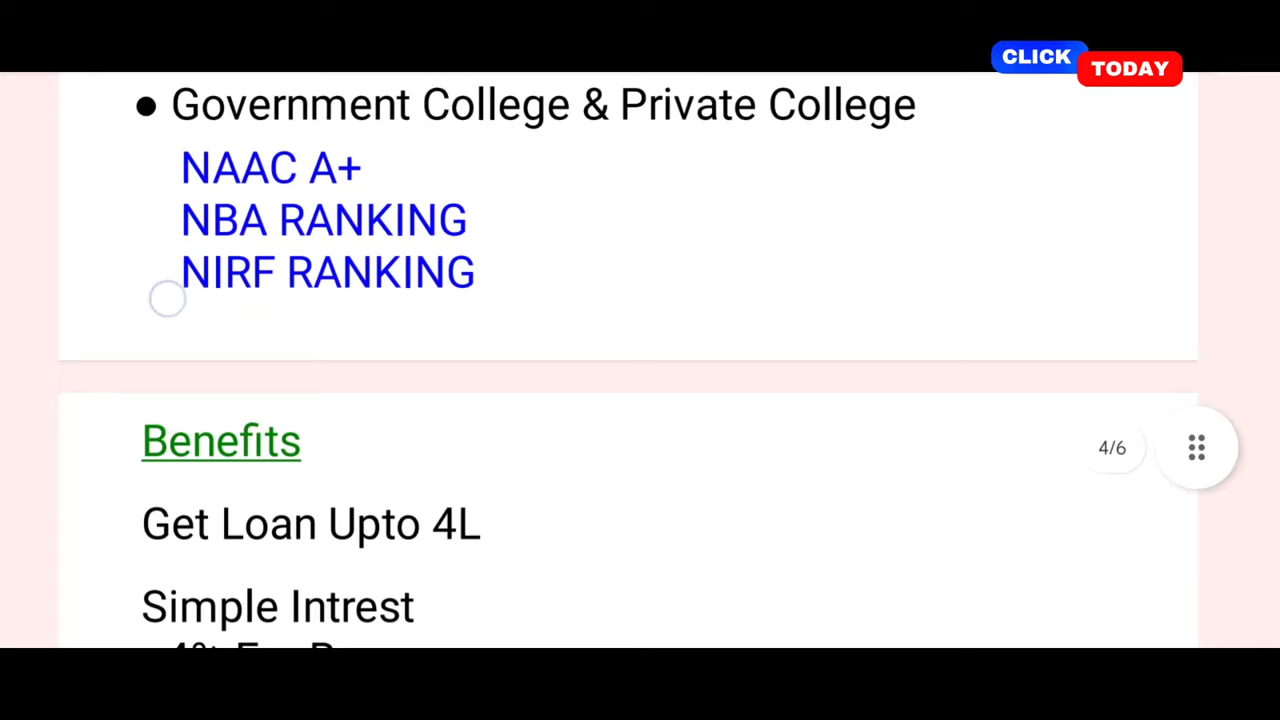 CLICK
TODAY
● Government College & Private College
NAAC A+
NBA RANKING
NIRF RANKING
Benefits
4/6
Get Loan Upto 4L
Simple Intrest